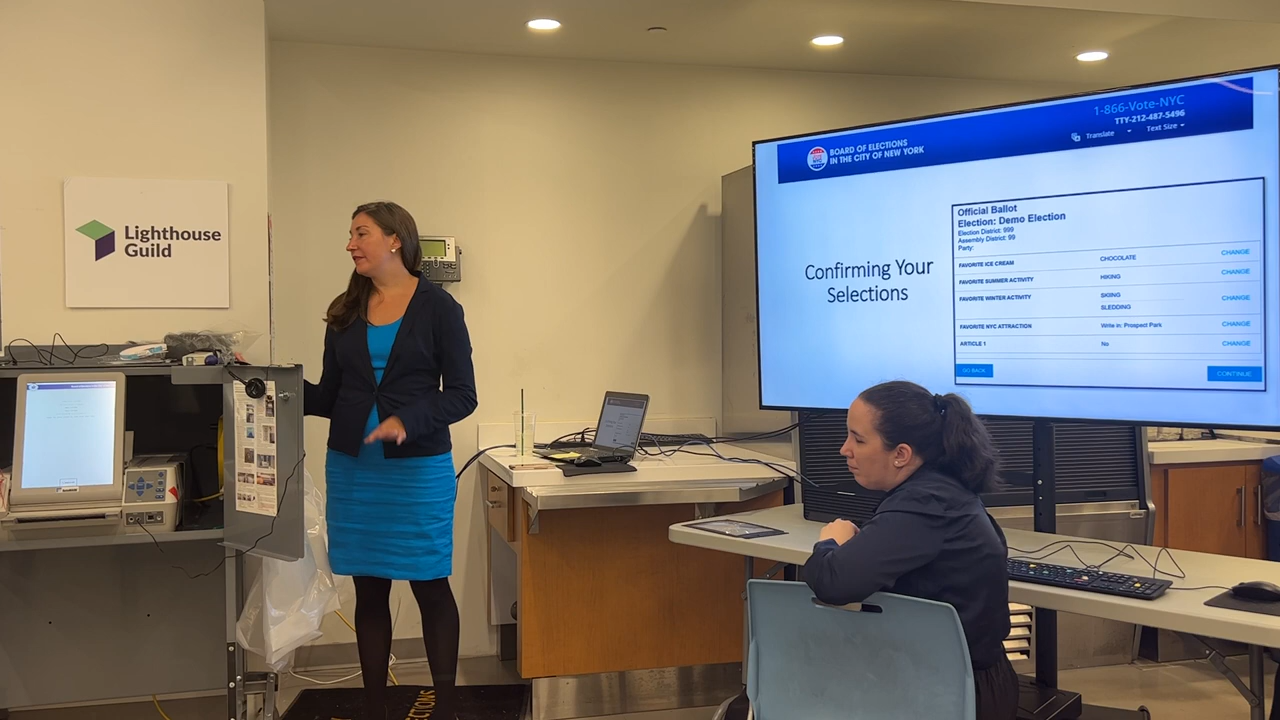 Lighthouse
Guild
1-866-Vote-NYC
TTY-212-487-5496
Translate
Text Size
BOARD OF ELECTIONS
IN THE CITY OF NEW YORK
Confirming Your
Selections
Official Ballot
Election: Demo Election
Election District: 999
Assembly District: 99
Party:
FAVORITE ICE CREAM CHOCOLATE CHANGE
FAVORITE SUMMER ACTIVITY HIKING CHANGE
FAVORITE WINTER ACTIVITY SKIING CHANGE
SLEDDING
FAVORITE NYC ATTRACTION Write in: Prospect Park CHANGE
ARTICLE 1 No CHANGE
GO BACK CONTINUE